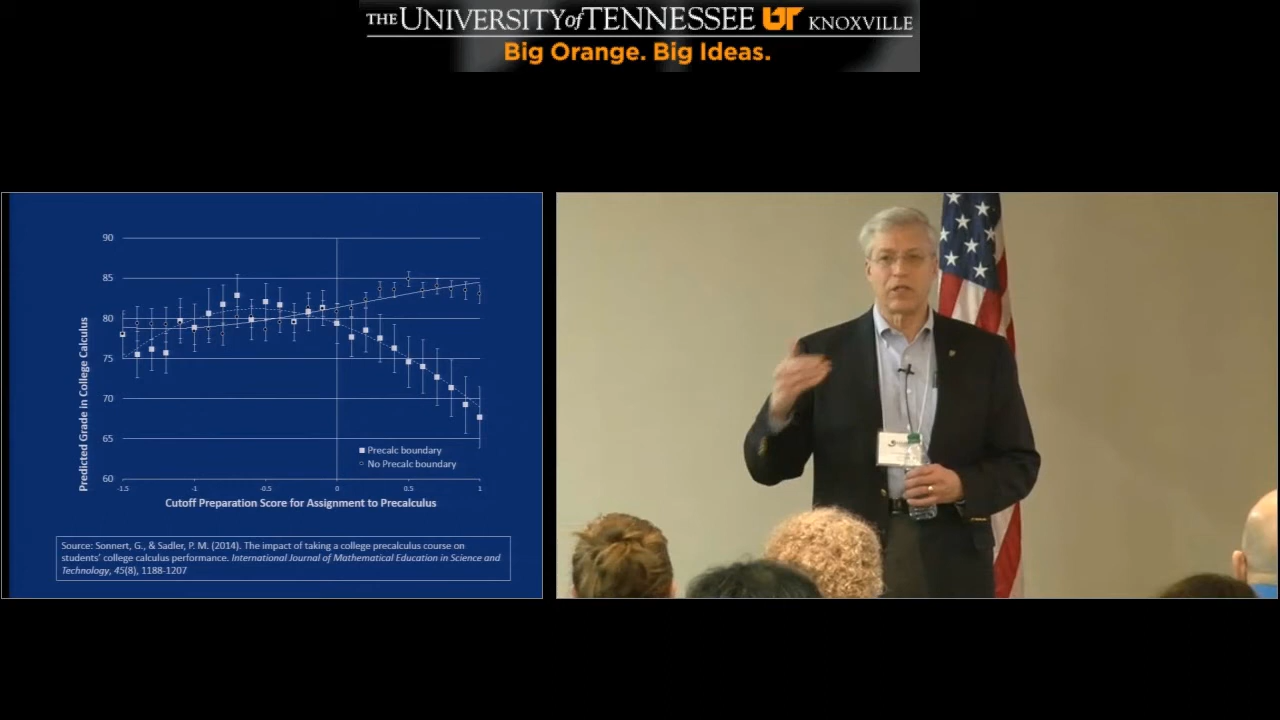 THE UNIVERSITY of TENNESSEE UT KNOXVILLE
Big Orange. Big Ideas.
90
85
80
75
70
65
60
Predicted Grade in College Calculus
Precalc boundary
No Precalc boundary
-1.5 -1 -0.5 0 0.5 1
Cutoff Preparation Score for Assignment to Precalculus
Source: Sonnert, G., & Sadler, P. M. (2014). The impact of taking a college precalculus course on
students' college calculus performance. International Journal of Mathematical Education in Science and
Technology, 45(8), 1188-1207